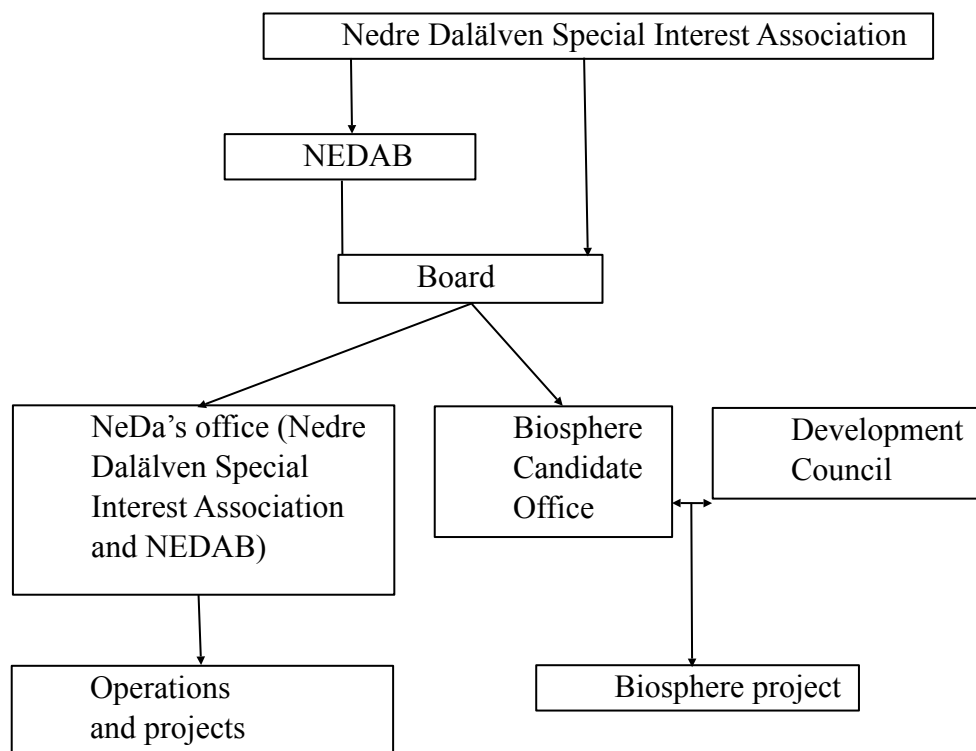 Nedre Dalälven Special Interest Association
NEDAB
Board
NeDa’s office (Nedre
Dalälven Special
Interest Association
and NEDAB)
Biosphere
Candidate
Office
Development
Council
Operations
and projects
Biosphere project